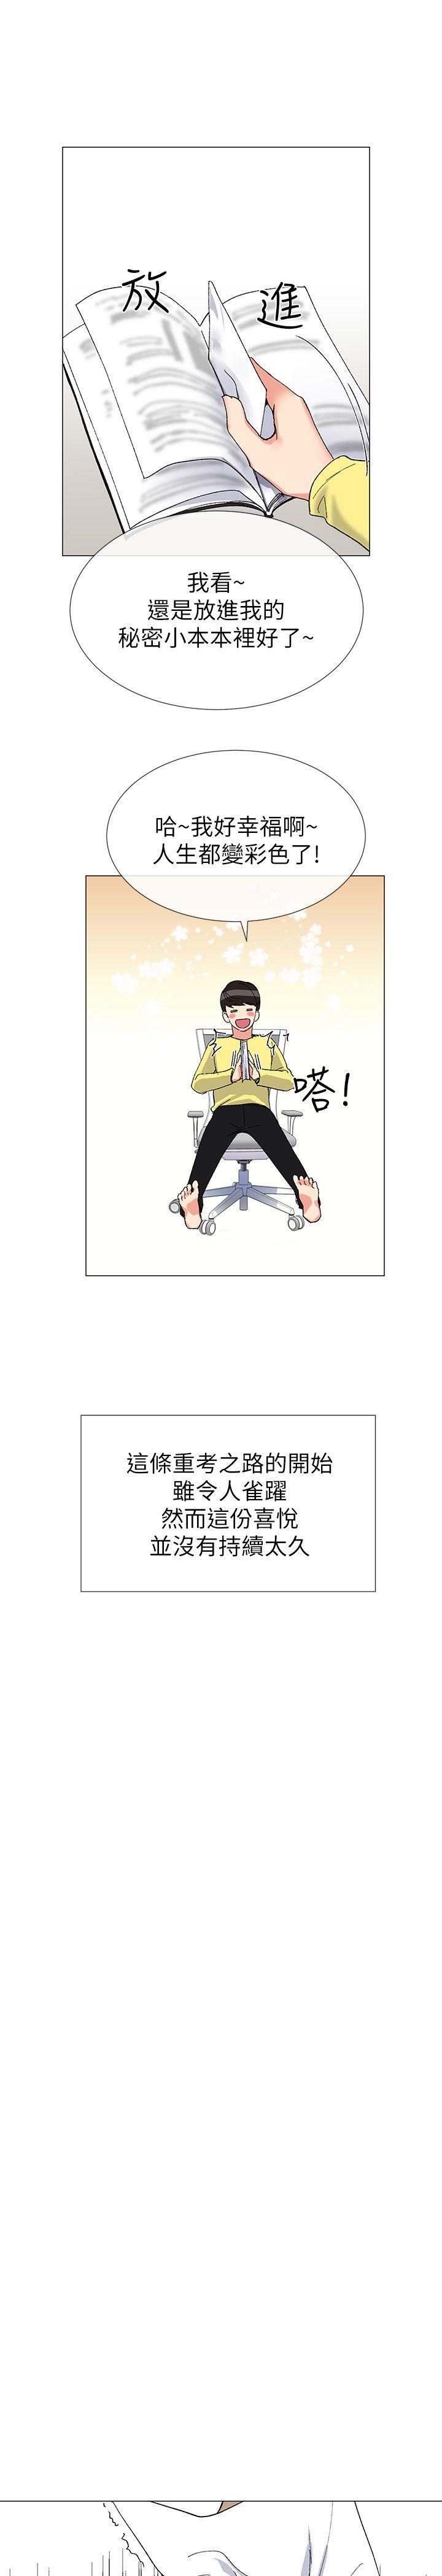 放進
我看~
還是放進我的
秘密小本本裡好了~
哈~我好幸福啊~
人生都變彩色了!
嗒!
這條重考之路的開始
雖令人雀躍
然而這份喜悅
並沒有持續太久